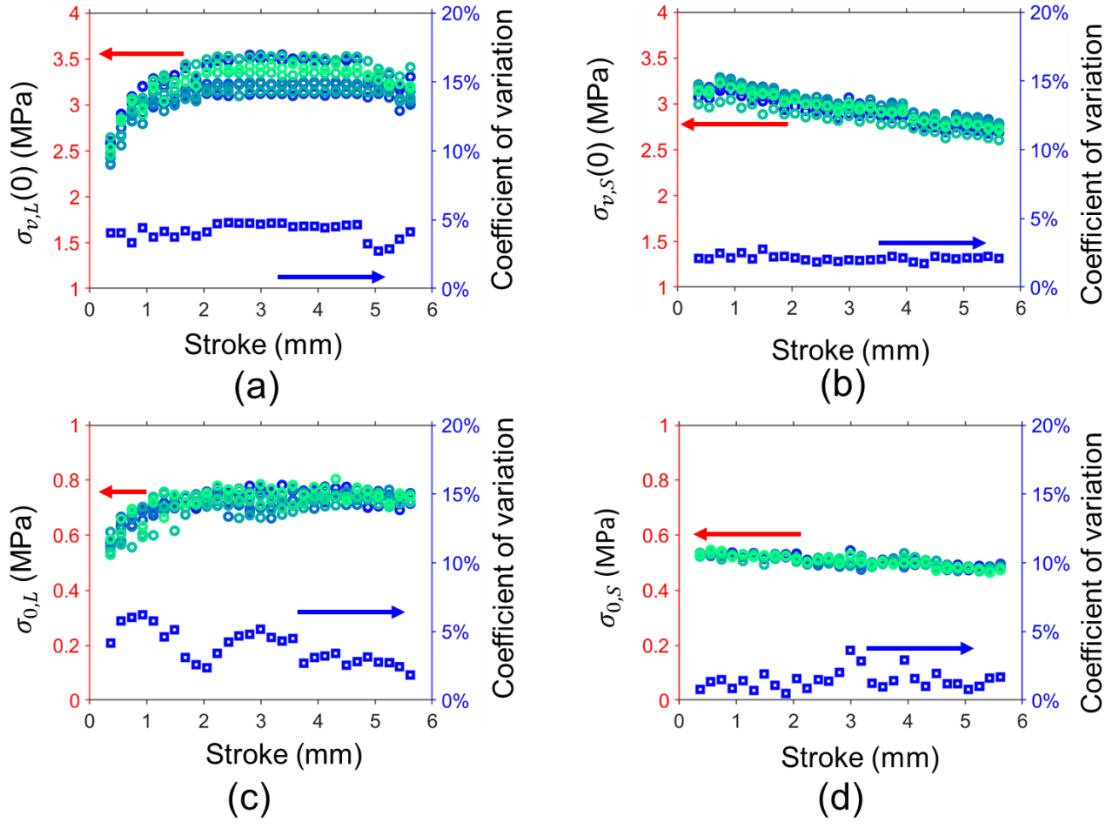 4
3.5
3
2.5
2
1.5
1
20%
15%
10%
5%
0%
0 1 2 3 4 5 6
σv,L(0) (MPa)
Coefficient of variation
Stroke (mm)
(a)
4
3.5
3
2.5
2
1.5
1
20%
15%
10%
5%
0%
0 1 2 3 4 5 6
σv,S(0) (MPa)
Coefficient of variation
Stroke (mm)
(b)
1
0.8
0.6
0.4
0.2
0
20%
15%
10%
5%
0%
0 1 2 3 4 5 6
σ0,L (MPa)
Coefficient of variation
Stroke (mm)
(c)
1
0.8
0.6
0.4
0.2
0
20%
15%
10%
5%
0%
0 1 2 3 4 5 6
σ0,S (MPa)
Coefficient of variation
Stroke (mm)
(d)